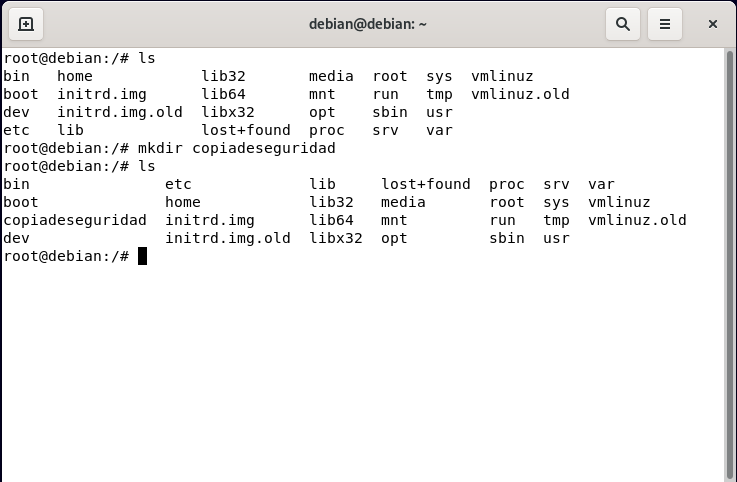 debian@debian: ~
root@debian:/# ls
bin   home            lib32       media  root  sys  vmlinuz
boot  initrd.img      lib64       mnt    run   tmp  vmlinuz.old
dev   initrd.img.old  libx32      opt    sbin  usr
etc   lib             lost+found  proc   srv   var
root@debian:/# mkdir copiadeseguridad
root@debian:/# ls
bin               etc             lib     lost+found  proc  srv  var
boot              home            lib32   media       root  sys  vmlinuz
copiadeseguridad  initrd.img      lib64   mnt         run   tmp  vmlinuz.old
dev               initrd.img.old  libx32  opt         sbin  usr
root@debian:/#